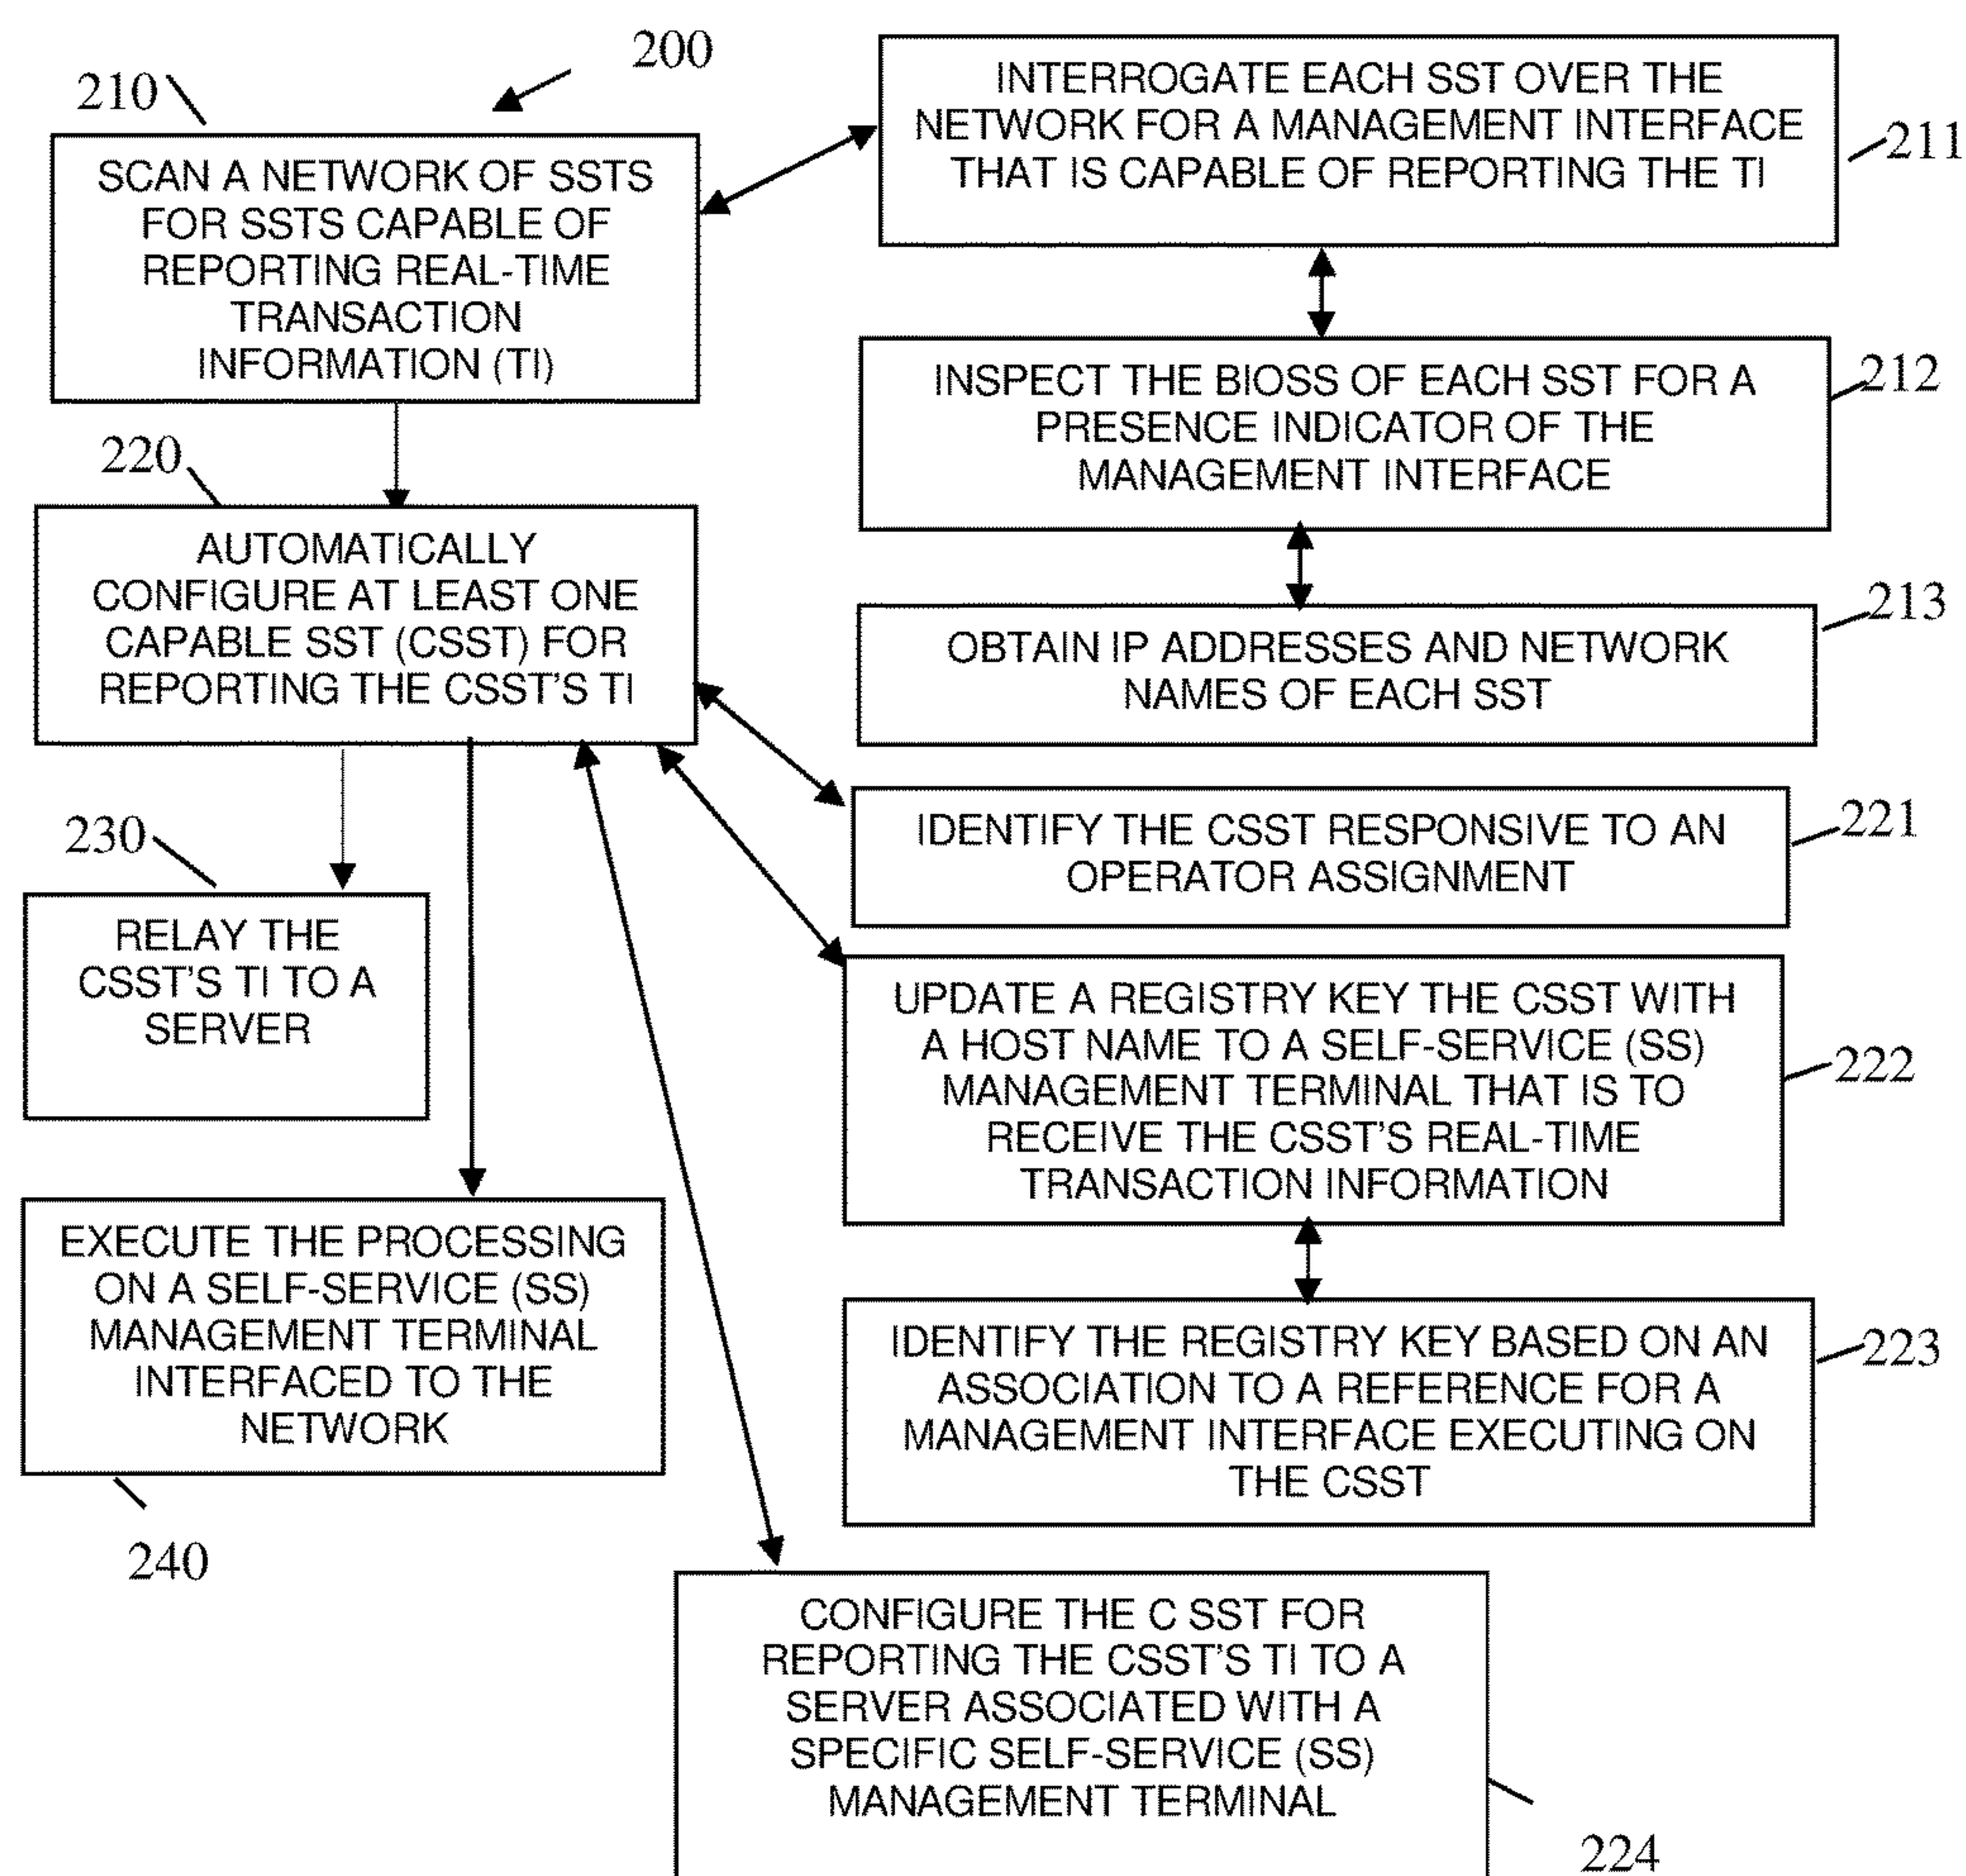 200
210
SCAN A NETWORK OF SSTS
FOR SSTS CAPABLE OF
REPORTING REAL-TIME
TRANSACTION
INFORMATION (TI)
INTERROGATE EACH SST OVER THE
NETWORK FOR A MANAGEMENT INTERFACE
THAT IS CAPABLE OF REPORTING THE TI
211
INSPECT THE BIOSS OF EACH SST FOR A
PRESENCE INDICATOR OF THE
MANAGEMENT INTERFACE
212
OBTAIN IP ADDRESSES AND NETWORK
NAMES OF EACH SST
213
220
AUTOMATICALLY
CONFIGURE AT LEAST ONE
CAPABLE SST (CSST) FOR
REPORTING THE CSST'S TI
IDENTIFY THE CSST RESPONSIVE TO AN
OPERATOR ASSIGNMENT
221
UPDATE A REGISTRY KEY THE CSST WITH
A HOST NAME TO A SELF-SERVICE (SS)
MANAGEMENT TERMINAL THAT IS TO
RECEIVE THE CSST'S REAL-TIME
TRANSACTION INFORMATION
222
IDENTIFY THE REGISTRY KEY BASED ON AN
ASSOCIATION TO A REFERENCE FOR A
MANAGEMENT INTERFACE EXECUTING ON
THE CSST
223
230
RELAY THE
CSST'S TI TO A
SERVER
EXECUTE THE PROCESSING
ON A SELF-SERVICE (SS)
MANAGEMENT TERMINAL
INTERFACED TO THE
NETWORK
240
CONFIGURE THE C SST FOR
REPORTING THE CSST'S TI TO A
SERVER ASSOCIATED WITH A
SPECIFIC SELF-SERVICE (SS)
MANAGEMENT TERMINAL
224